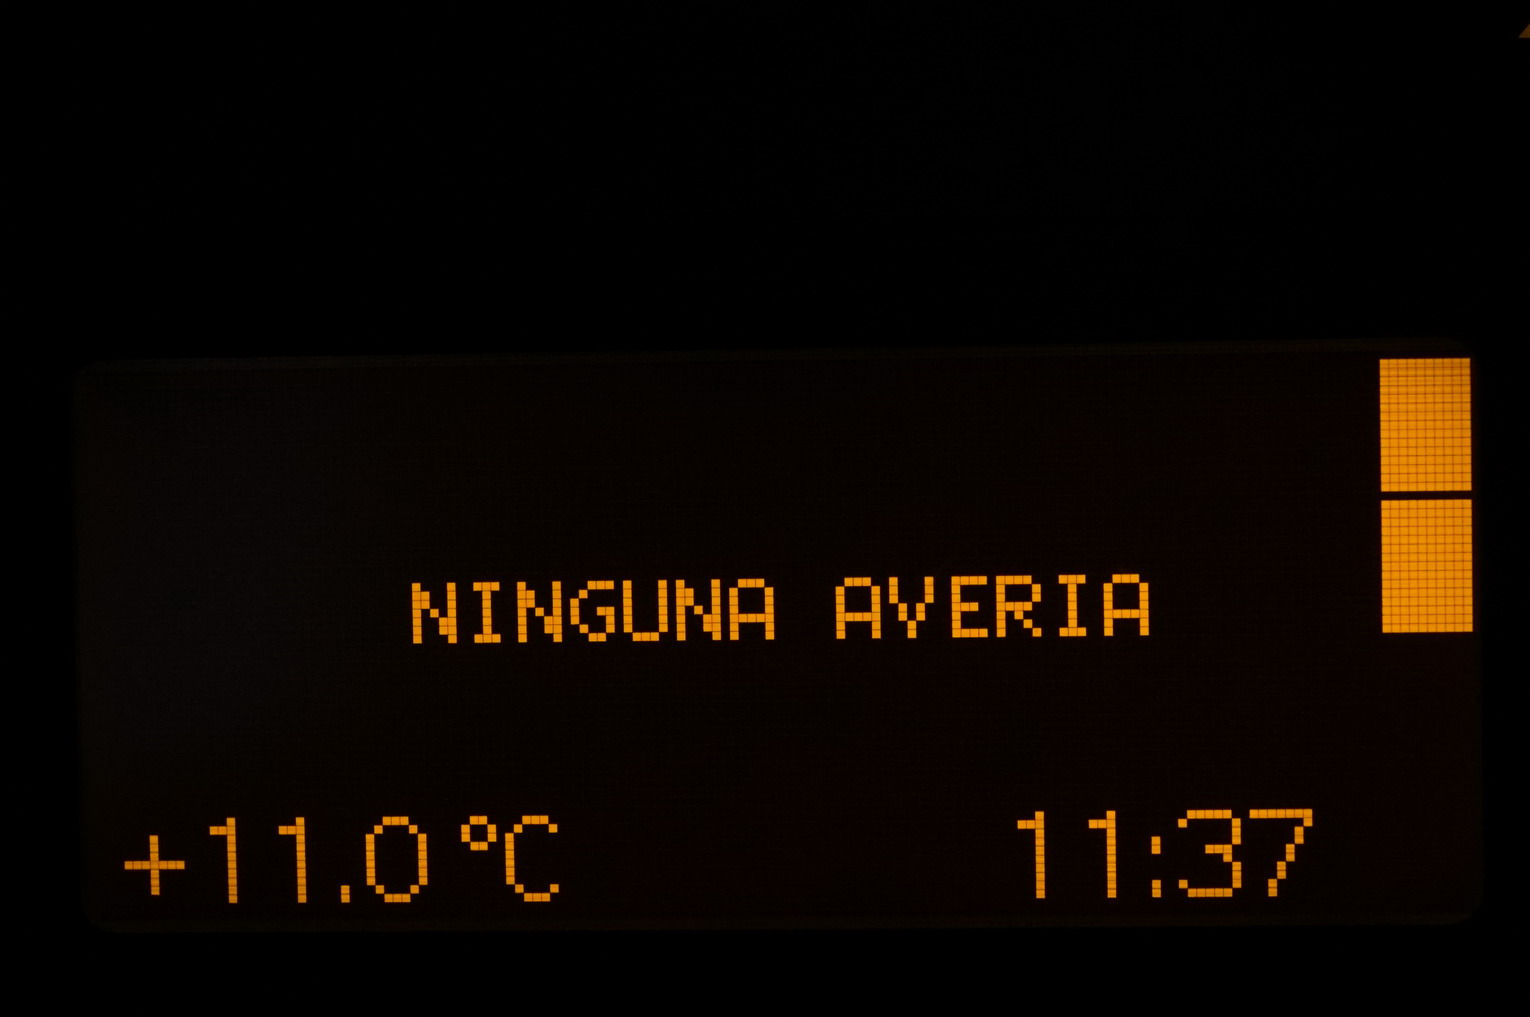 NINGUNA AVERIA
+11.0 °C 11:37